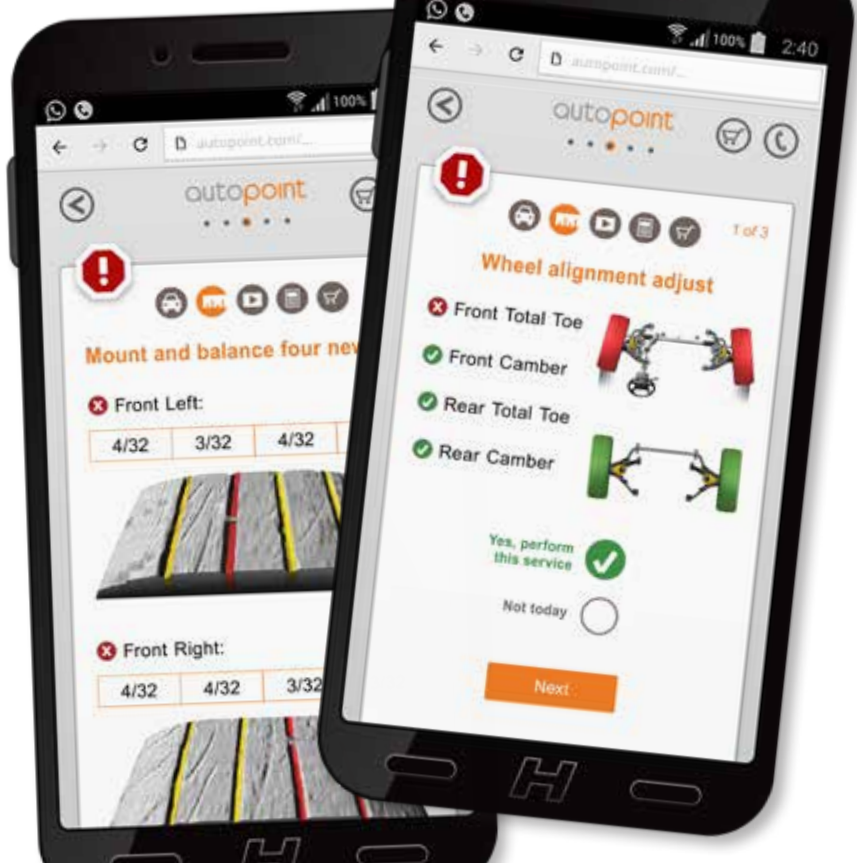 100%
autopoint.com/...
autopoint
Mount and balance four new
Front Left:
4/32 3/32 4/32
Front Right:
4/32 4/32 3/32
100% 2:40
autopoint.com/...
autopoint
1 of 3
Wheel alignment adjust
Front Total Toe
Front Camber
Rear Total Toe
Rear Camber
Yes, perform
this service
Not today
Next
H
H